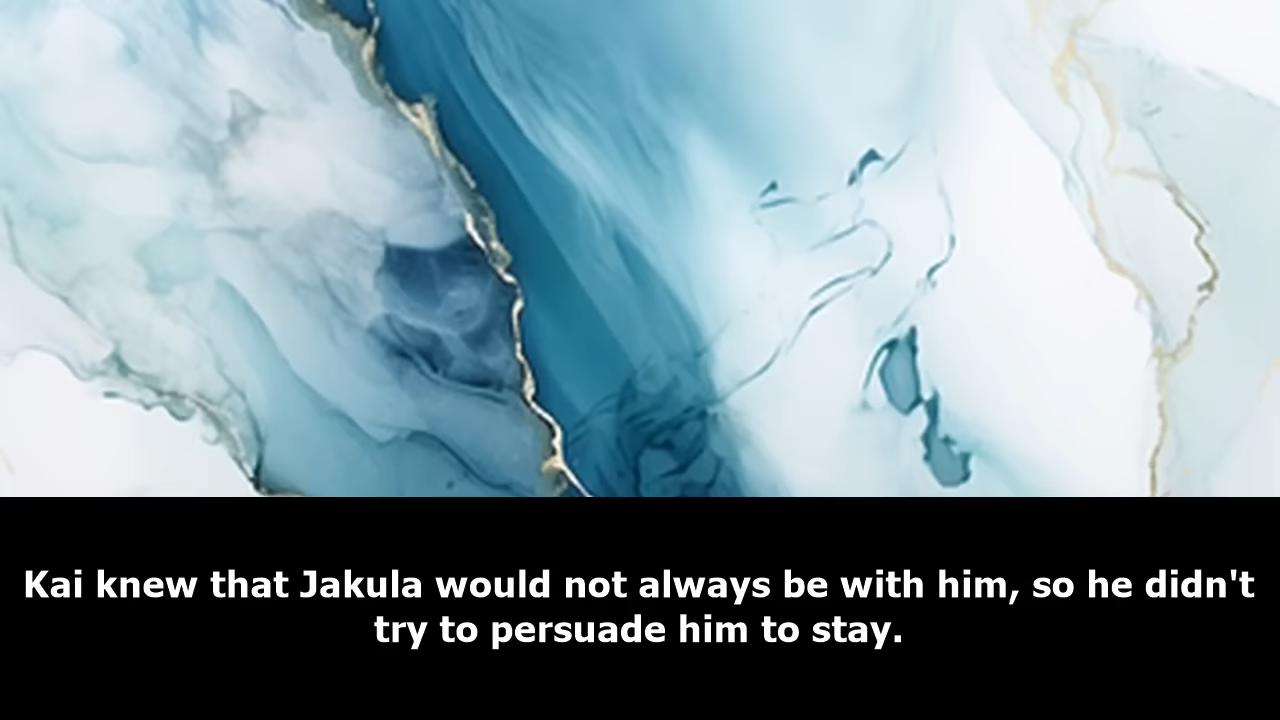 Kai knew that Jakula would not always be with him, so he didn't
try to persuade him to stay.